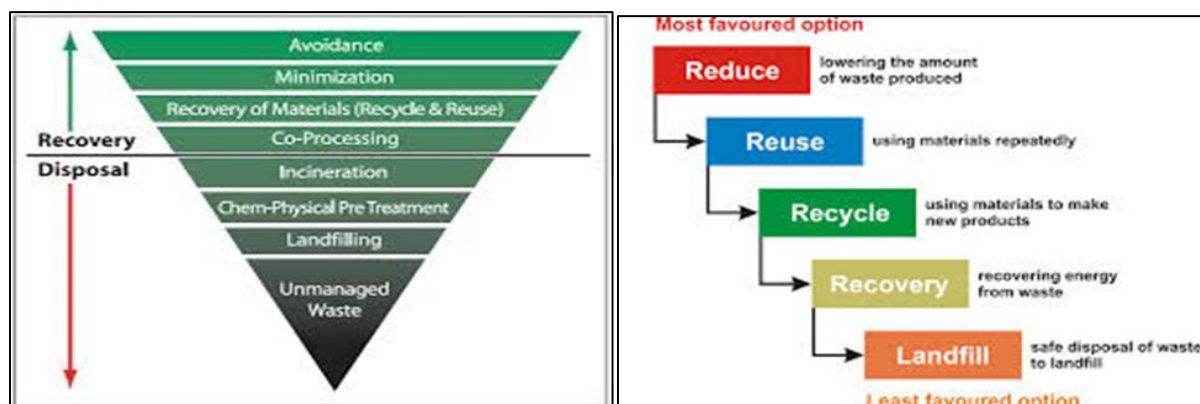 Avoidance
Minimization
Recovery of Materials (Recycle & Reuse)
Recovery
Co-Processing
Disposal
Incineration
Chem-Physical Pre Treatment
Landfilling
Unmanaged
Waste
Most favoured option
Reduce
lowering the amount
of waste produced
Reuse
using materials repeatedly
Recycle
using materials to make
new products
Recovery
recovering energy
from waste
Landfill
safe disposal of waste
to landfill
Least favoured option